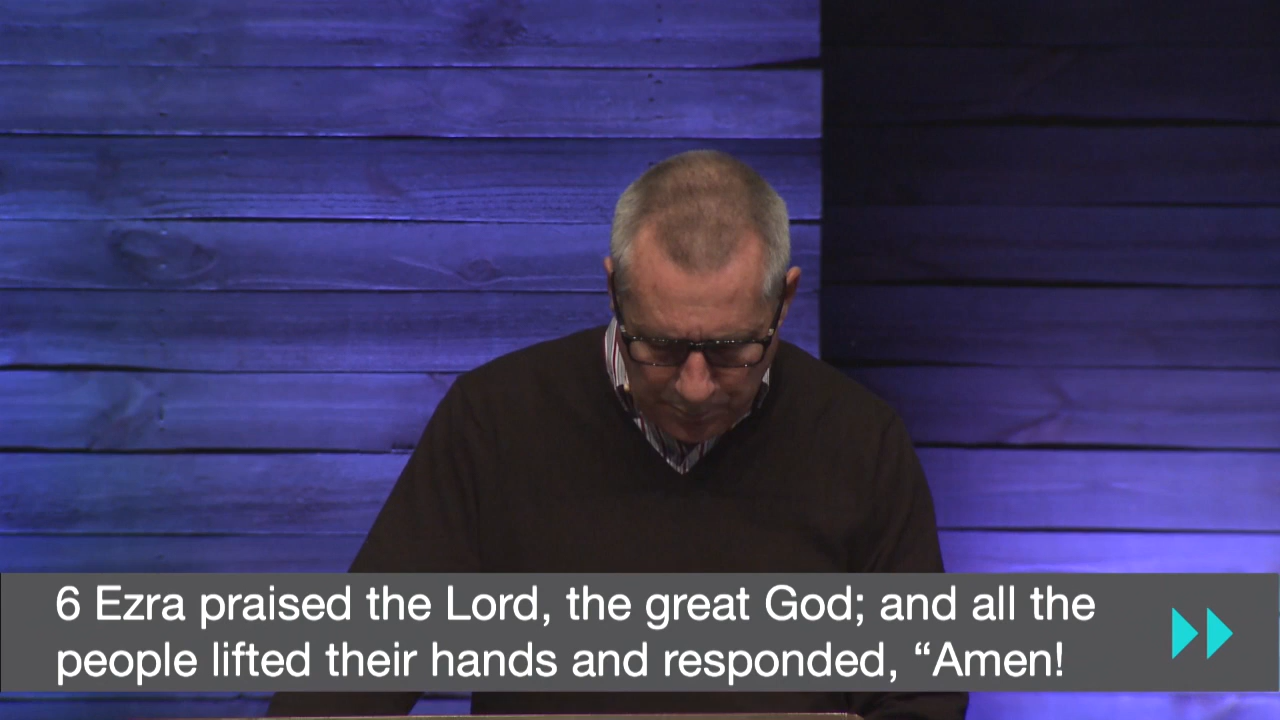 6 Ezra praised the Lord, the great God; and all the
people lifted their hands and responded, “Amen!